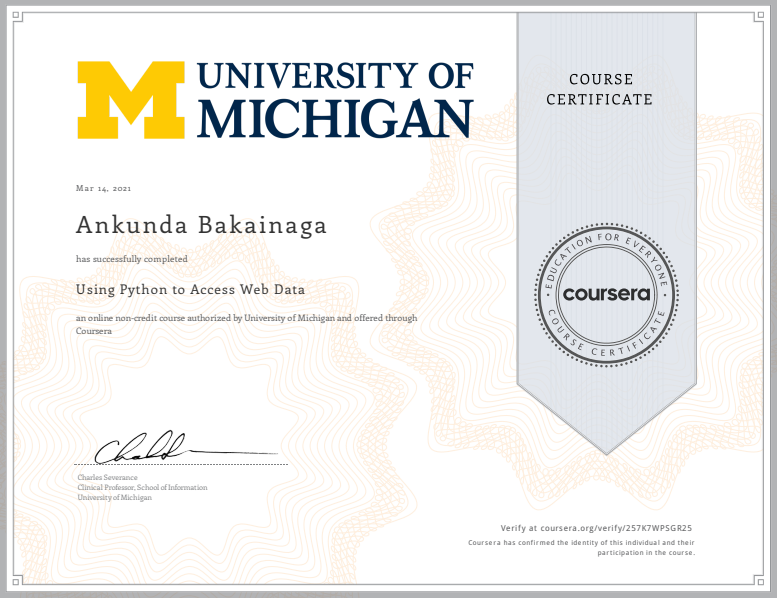 UNIVERSITY OF
MICHIGAN
COURSE
CERTIFICATE
Mar 14, 2021
Ankunda Bakainaga
has successfully completed
Using Python to Access Web Data
an online non-credit course authorized by University of Michigan and offered through
Coursera
EDUCATION FOR EVERYONE
coursera
COURSE CERTIFICATE
Charles Severance
Clinical Professor, School of Information
University of Michigan
Verify at coursera.org/verify/257K7WPSGR25
Coursera has confirmed the identity of this individual and their
participation in the course.